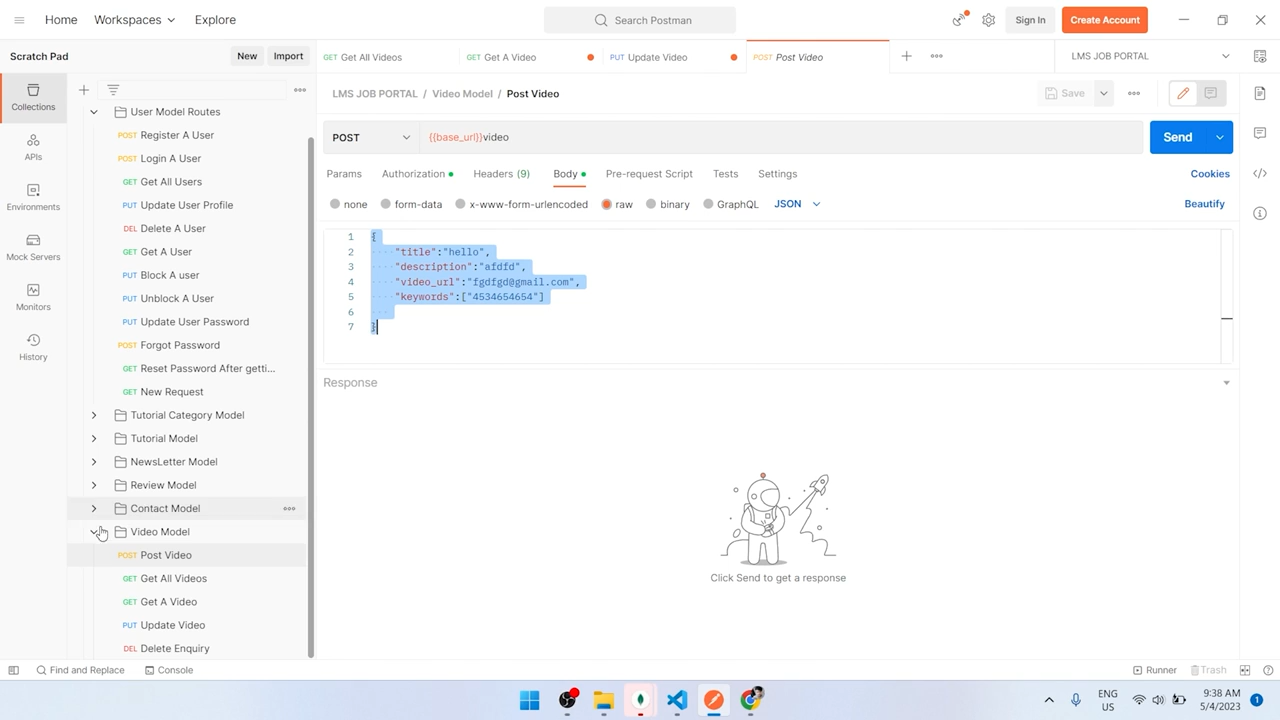 Home
Workspaces
Explore
Search Postman
Sign In
Create Account
Scratch Pad
New
Import
GET Get All Videos
GET Get A Video
PUT Update Video
POST Post Video
LMS JOB PORTAL
Collections
APIs
Environments
Mock Servers
Monitors
History
User Model Routes
POST Register A User
POST Login A User
GET Get All Users
PUT Update User Profile
DEL Delete A User
GET Get A User
PUT Block A user
PUT Unblock A User
PUT Update User Password
POST Forgot Password
GET Reset Password After getti...
GET New Request
Tutorial Category Model
Tutorial Model
NewsLetter Model
Review Model
Contact Model
Video Model
POST Post Video
GET Get All Videos
GET Get A Video
PUT Update Video
DEL Delete Enquiry
LMS JOB PORTAL / Video Model / Post Video
Save
POST
{{base_url}}video
Send
Params
Authorization
Headers (9)
Body
Pre-request Script
Tests
Settings
Cookies
none
form-data
x-www-form-urlencoded
raw
binary
GraphQL
JSON
Beautify
1 {
2 "title":"hello",
3 "description":"afdfd",
4 "video_url":"fgdfgd@gmail.com",
5 "keywords":["4534654654"]
6
7 }
Response
Click Send to get a response
Find and Replace
Console
Runner
Trash
ENG
US
9:38 AM
5/4/2023
1